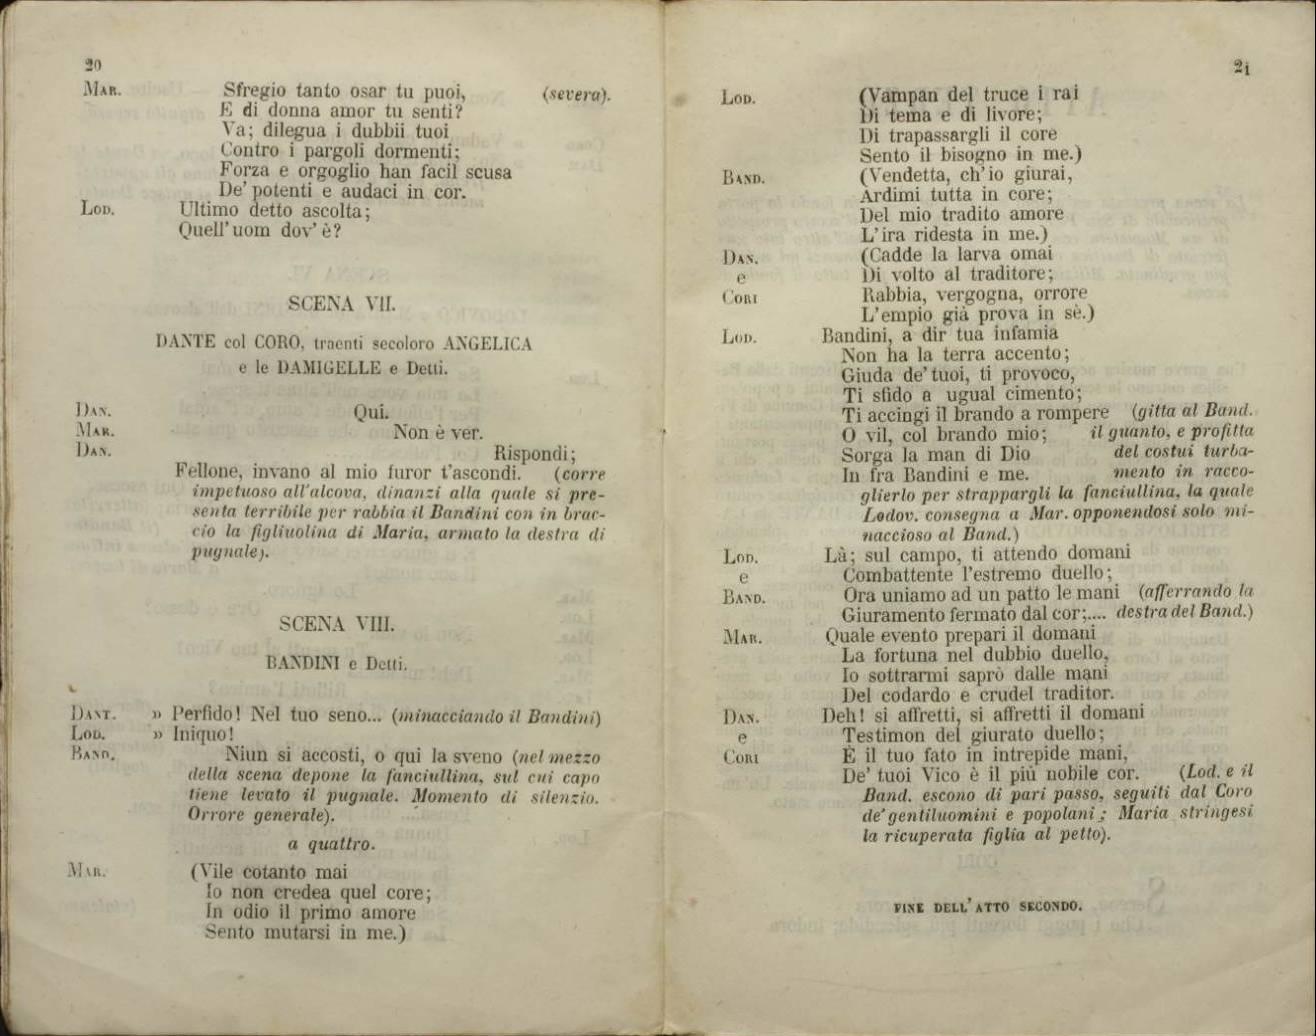 20
MAR. Sfregio tanto osar tu puoi, (severa).
E di donna amor tu senti?
Va; dilegua i dubbii tuoi
Contro i pargoli dormenti;
Forza e orgoglio han facil scusa
De' potenti e audaci in cor.
LOD. Ultimo detto ascolta;
Quell'uom dov'è?
SCENA VII.
DANTE col CORO, traenti secoloro ANGELICA
e le DAMIGELLE e Detti.
DAN. Qui.
MAR. Non è ver.
DAN. Rispondi;
Fellone, invano al mio furor t'ascondi. (corre
impetuoso all'alcova, dinanzi alla quale si pre-
senta terribile per rabbia il Bandini con in brac-
cio la figliuolina di Maria, armato la destra di
pugnale).
SCENA VIII.
BANDINI e Detti.
DANT. » Perfido! Nel tuo seno... (minacciando il Bandini)
LOD. » Iniquo!
BAND. Niun si accosti, o qui la sveno (nel mezzo
della scena depone la fanciullina, sul cui capo
tiene levato il pugnale. Momento di silenzio.
Orrore generale).
a quattro.
MAR. (Vile cotanto mai
Io non credea quel core;
In odio il primo amore
Sento mutarsi in me.)
21
LOD. (Vampan del truce i rai
Di tema e di livore;
Di trapassargli il core
Sento il bisogno in me.)
BAND. (Vendetta, ch'io giurai,
Ardimi tutta in core;
Del mio tradito amore
L'ira ridesta in me.)
DAN. (Cadde la larva omai
e Di volto al traditore;
CORI Rabbia, vergogna, orrore
L'empio già prova in sè.)
LOD. Bandini, a dir tua infamia
Non ha la terra accento;
Giuda de' tuoi, ti provoco,
Ti sfido a ugual cimento;
Ti accingi il brando a rompere (gitta al Band.
O vil, col brando mio; il guanto, e profitta
Sorga la man di Dio del costui turba-
In fra Bandini e me. mento in racco-
glierlo per strappargli la fanciullina, la quale
Lodov. consegna a Mar. opponendosi solo mi-
naccioso al Band.)
LOD. Là; sul campo, ti attendo domani
e Combattente l'estremo duello;
BAND. Ora uniamo ad un patto le mani (afferrando la
Giuramento fermato dal cor;.... destra del Band.)
MAR. Quale evento prepari il domani
La fortuna nel dubbio duello,
Io sottrarmi saprò dalle mani
Del codardo e crudel traditor.
DAN. Deh! si affretti, si affretti il domani
e Testimon del giurato duello;
CORI È il tuo fato in intrepide mani,
De' tuoi Vico è il più nobile cor. (Lod. e il
Band. escono di pari passo, seguiti dal Coro
de' gentiluomini e popolani; Maria stringesi
la ricuperata figlia al petto).
FINE DELL'ATTO SECONDO.